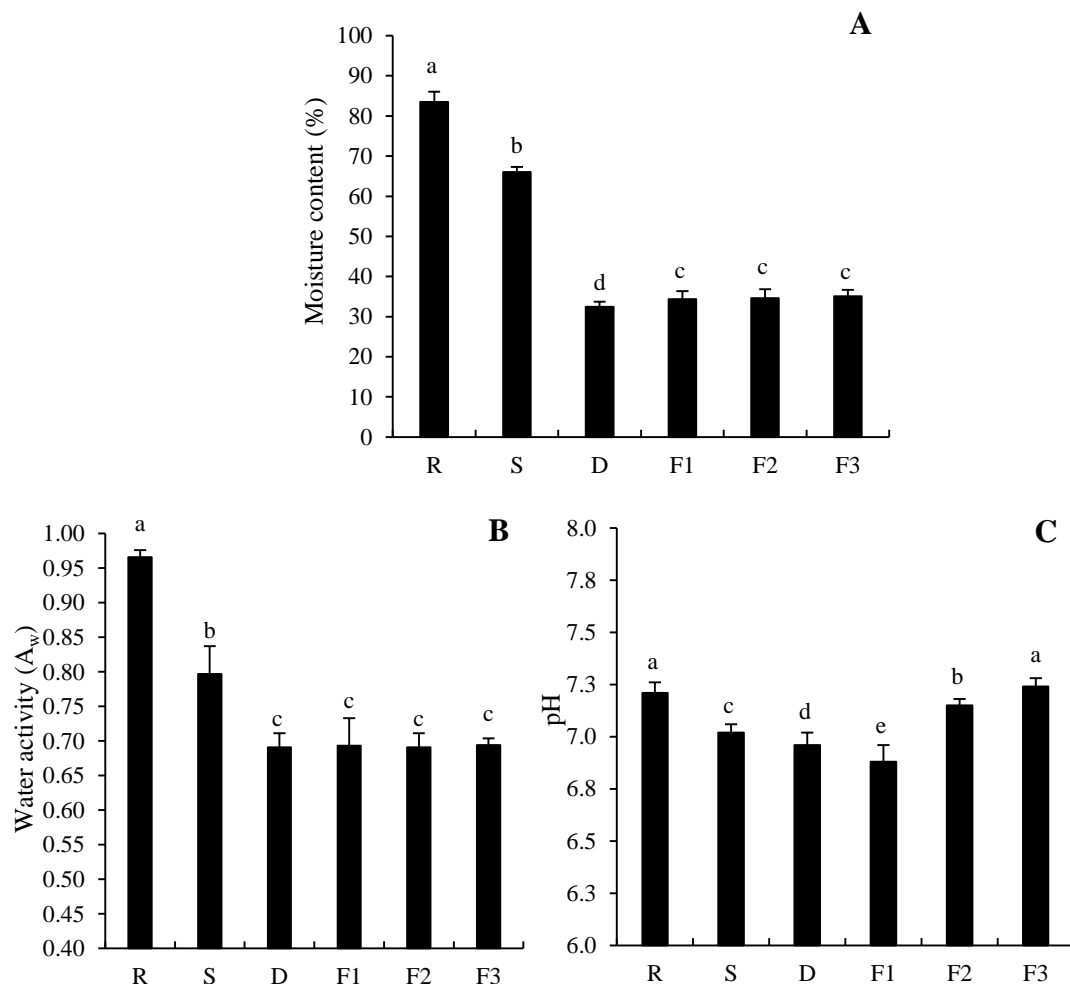 A
Moisture content (%)
100
90
80
70
60
50
40
30
20
10
0
a
b
d
c
c
c
R S D F1 F2 F3
B
Water activity (Aw)
1.00
0.95
0.90
0.85
0.80
0.75
0.70
0.65
0.60
0.55
0.50
0.45
0.40
a
b
c
c
c
c
R S D F1 F2 F3
C
pH
8.0
7.8
7.5
7.3
7.0
6.8
6.5
6.3
6.0
a
c
d
e
b
a
R S D F1 F2 F3